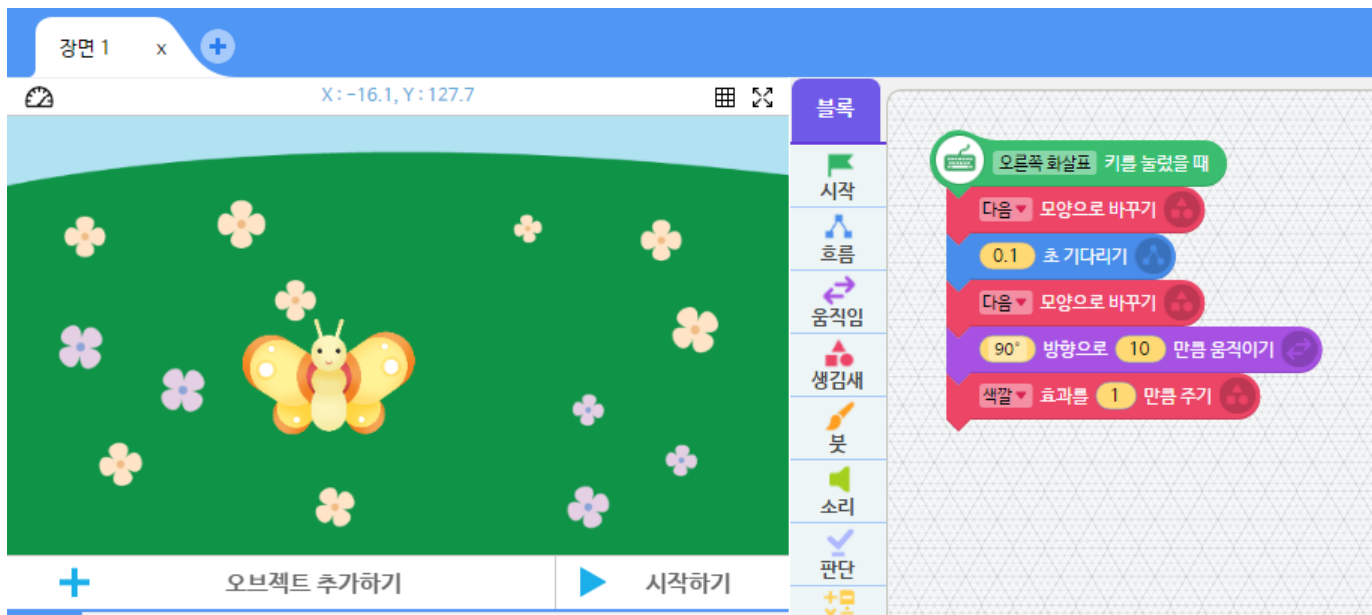 장면 1 x
X : -16.1, Y : 127.7
블록
시작
흐름
움직임
생김새
붓
소리
판단
오른쪽 화살표 키를 눌렀을 때
다음 모양으로 바꾸기
0.1 초 기다리기
다음 모양으로 바꾸기
90° 방향으로 10 만큼 움직이기
색깔 효과를 1 만큼 주기
오브젝트 추가하기
시작하기